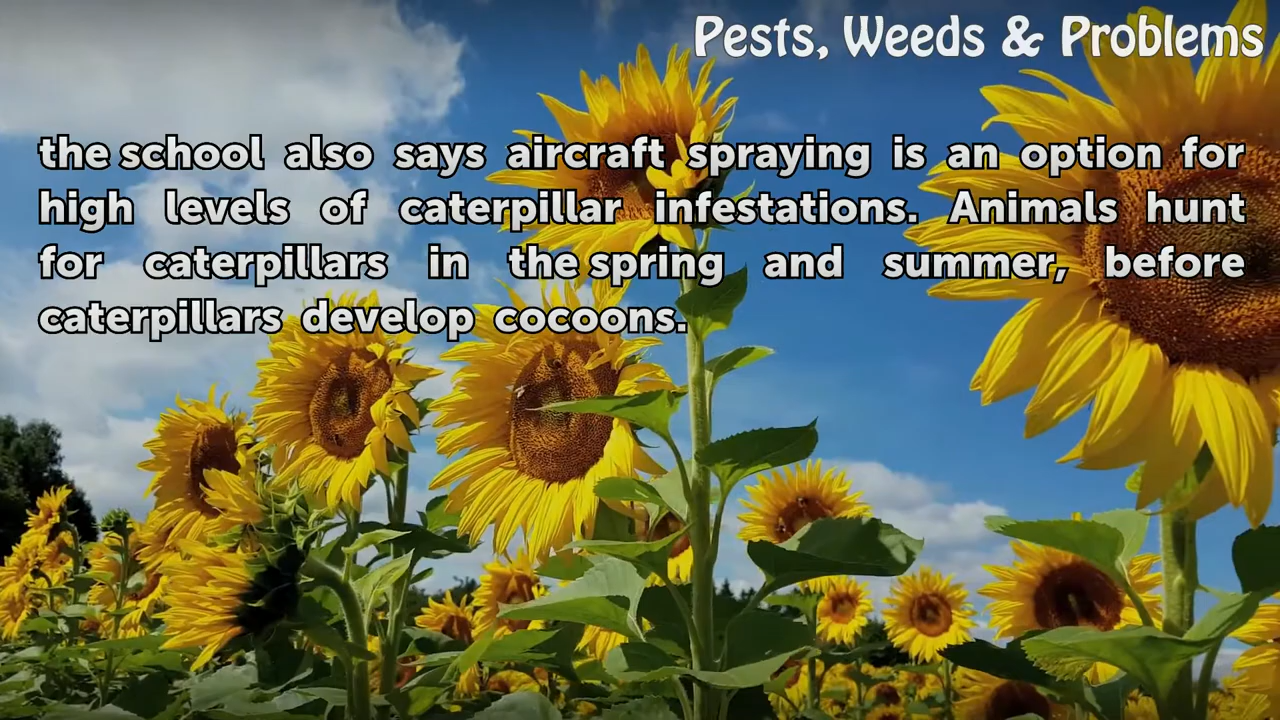 Pests, Weeds & Problems
the school also says aircraft spraying is an option for
high levels of caterpillar infestations. Animals hunt
for caterpillars in the spring and summer, before
caterpillars develop cocoons.